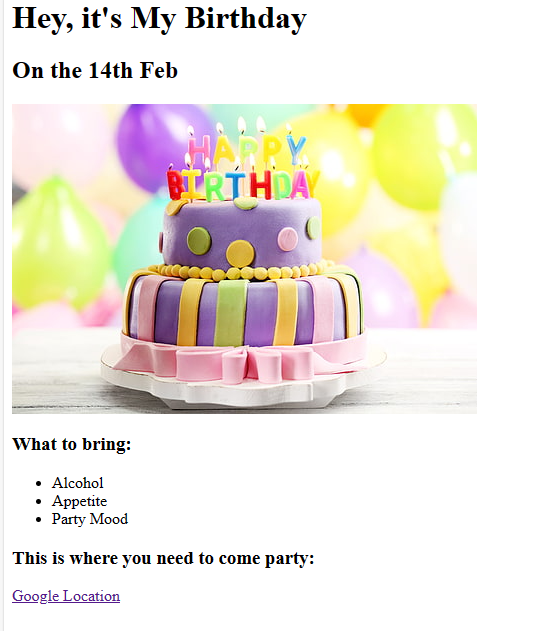 Hey, it's My Birthday
On the 14th Feb
HAPPY
BIRTHDAY
What to bring:
Alcohol
Appetite
Party Mood
This is where you need to come party:
Google Location